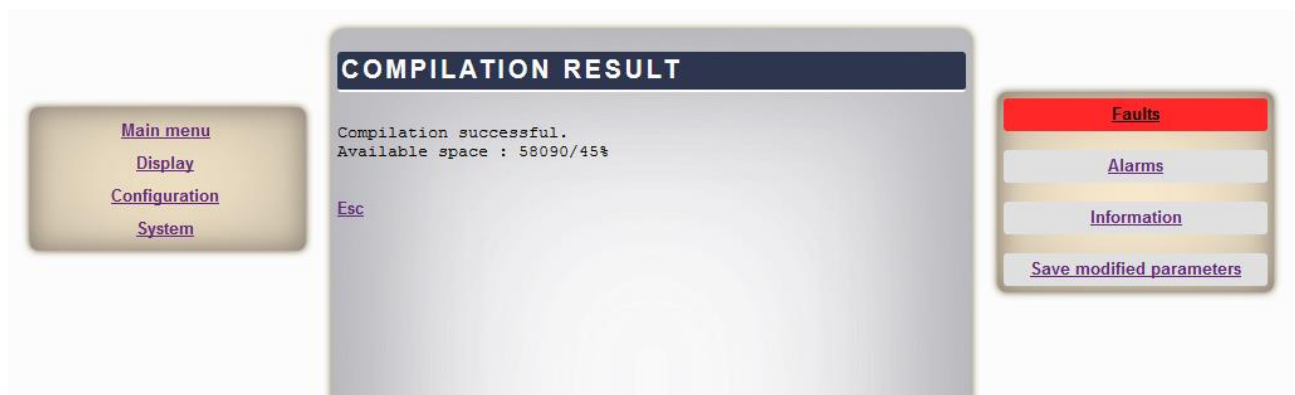 COMPILATION RESULT
Main menu
Display
Configuration
System
Compilation successful.
Available space : 58090/45%
Esc
Faults
Alarms
Information
Save modified parameters